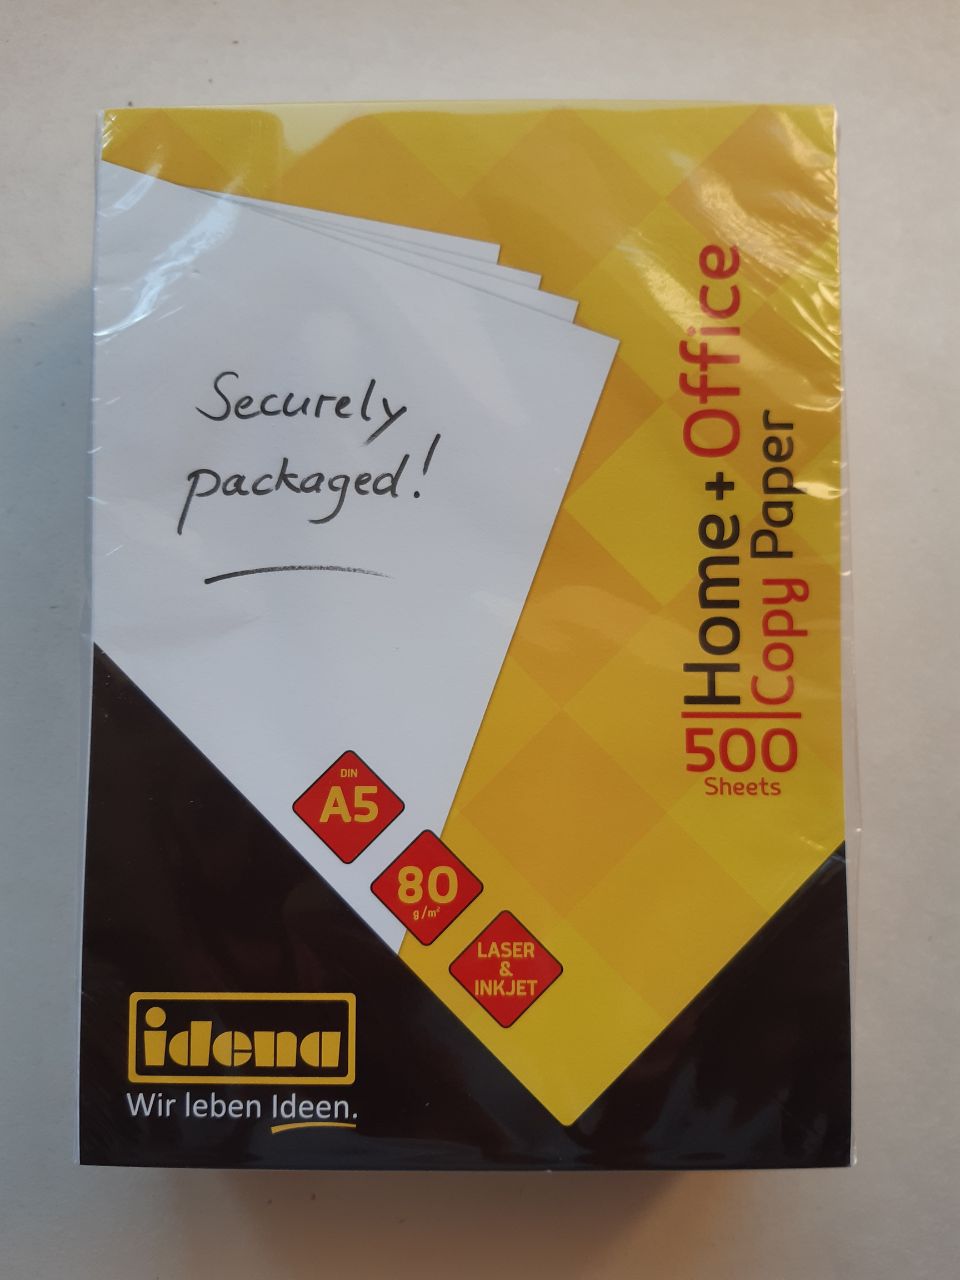 Securely
packaged!
Home + Office
Copy Paper
500
Sheets
DIN
A5
80
g/m²
LASER
&
INKJET
idena
Wir leben Ideen.